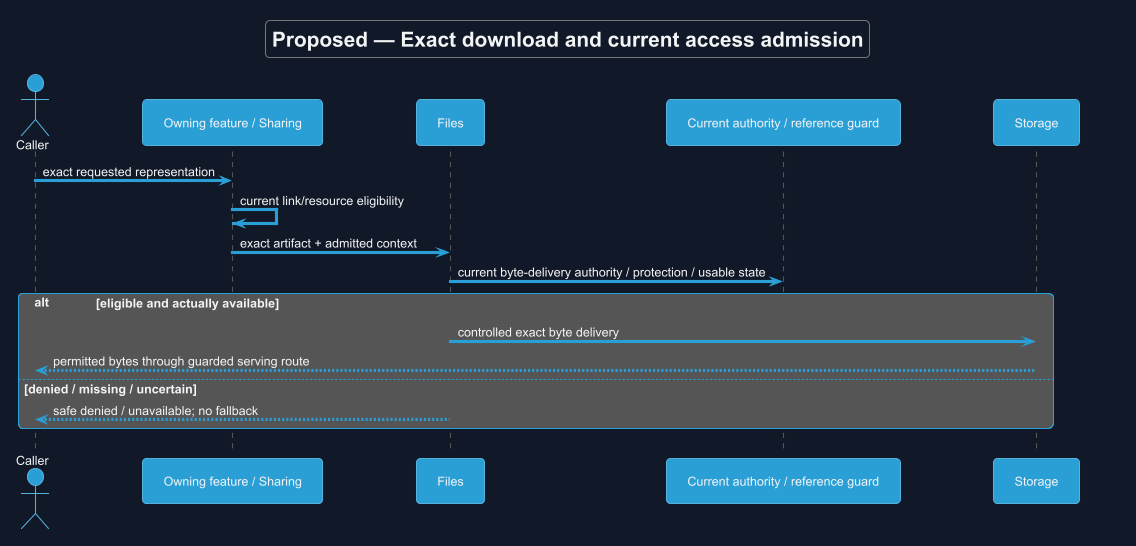 Proposed — Exact download and current access admission
Caller
Owning feature / Sharing
Files
Current authority / reference guard
Storage
exact requested representation
current link/resource eligibility
exact artifact + admitted context
current byte-delivery authority / protection / usable state
alt [eligible and actually available]
controlled exact byte delivery
permitted bytes through guarded serving route
[denied / missing / uncertain]
safe denied / unavailable; no fallback
Caller
Owning feature / Sharing
Files
Current authority / reference guard
Storage